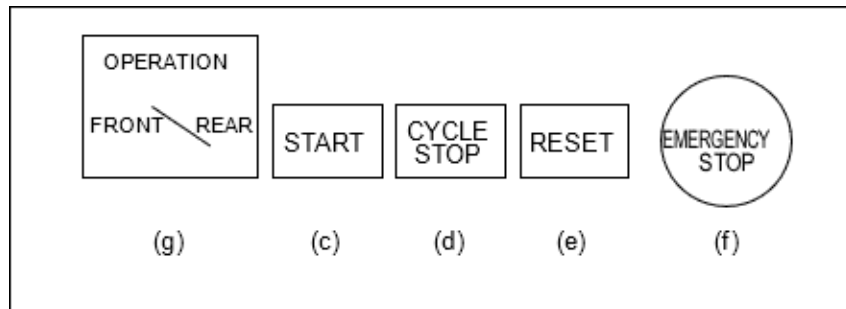 OPERATION
FRONT REAR
START
CYCLE
STOP
RESET
EMERGENCY
STOP
(g) (c) (d) (e) (f)